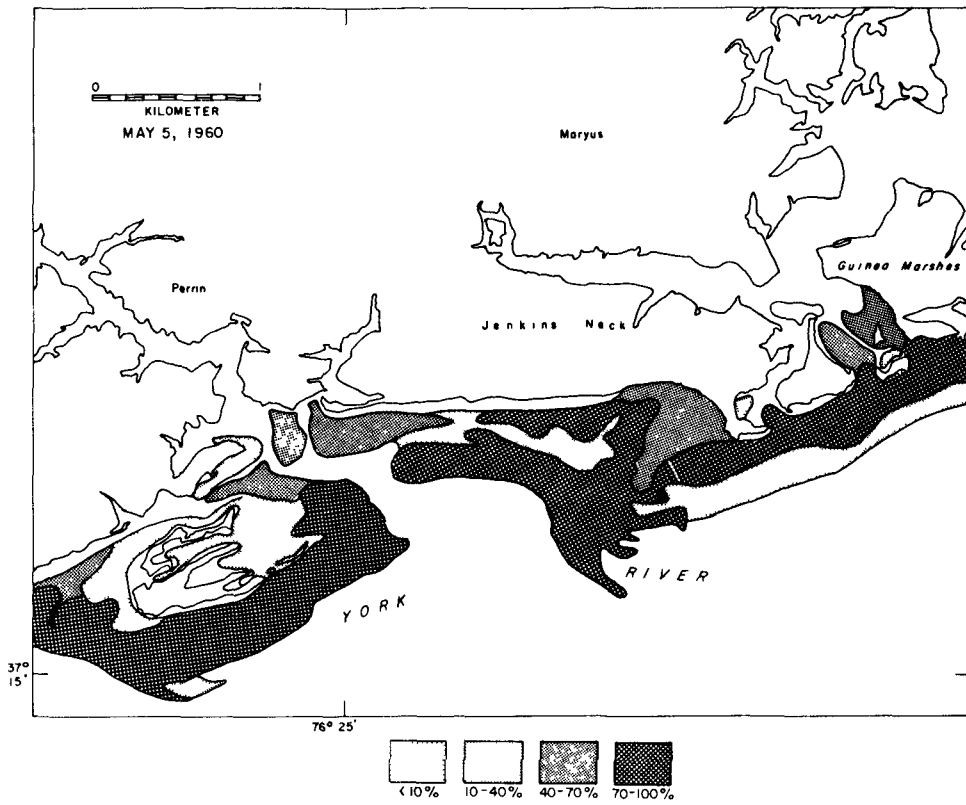 0 1
KILOMETER
MAY 5, 1960
Maryus
Guinea Marshes
Perrin
Jenkins Neck
RIVER
YORK
37°
15'
76° 25'
<10% 10-40% 40-70% 70-100%